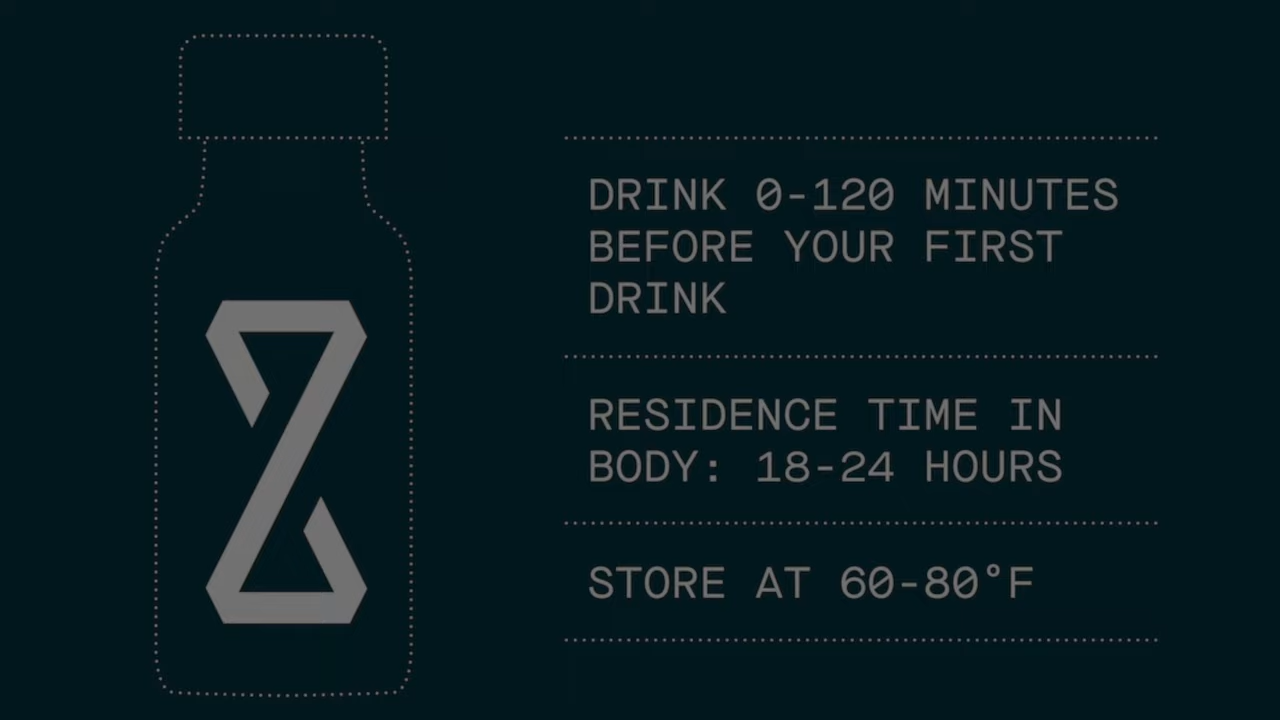 DRINK 0-120 MINUTES
BEFORE YOUR FIRST
DRINK
RESIDENCE TIME IN
BODY: 18-24 HOURS
STORE AT 60-80°F